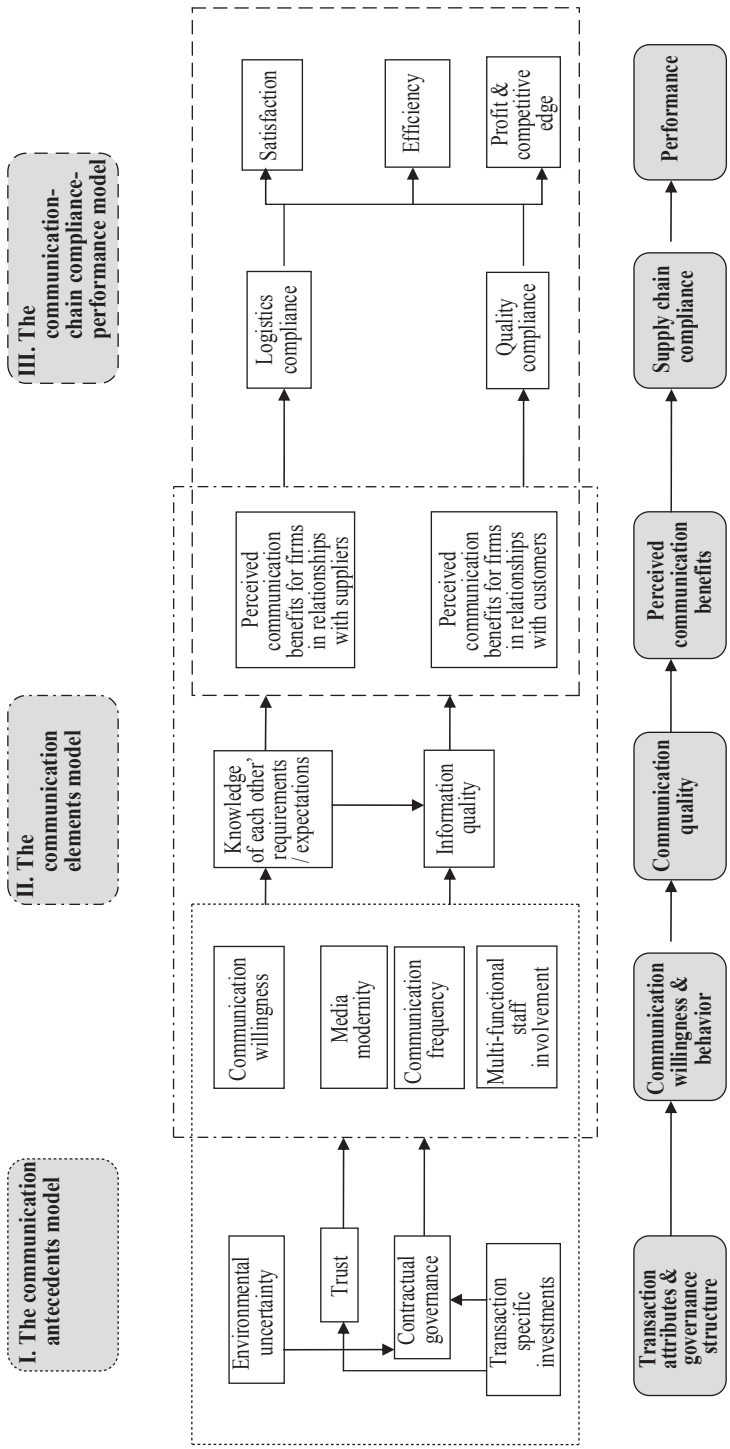 I. The communication
antecedents model
II. The
communication
elements model
III. The
communication-
chain compliance-
performance model
Environmental
uncertainty
Trust
Contractual
governance
Transaction
specific
investments
Communication
willingness
Media
modernity
Communication
frequency
Multi-functional
staff
involvement
Knowledge
of each other’
requirements
/ expectations
Information
quality
Perceived
communication
benefits for firms
in relationships
with suppliers
Perceived
communication
benefits for firms
in relationships
with customers
Logistics
compliance
Quality
compliance
Satisfaction
Efficiency
Profit &
competitive
edge
Transaction
attributes &
governance
structure
Communication
willingness &
behavior
Communication
quality
Perceived
communication
benefits
Supply chain
compliance
Performance